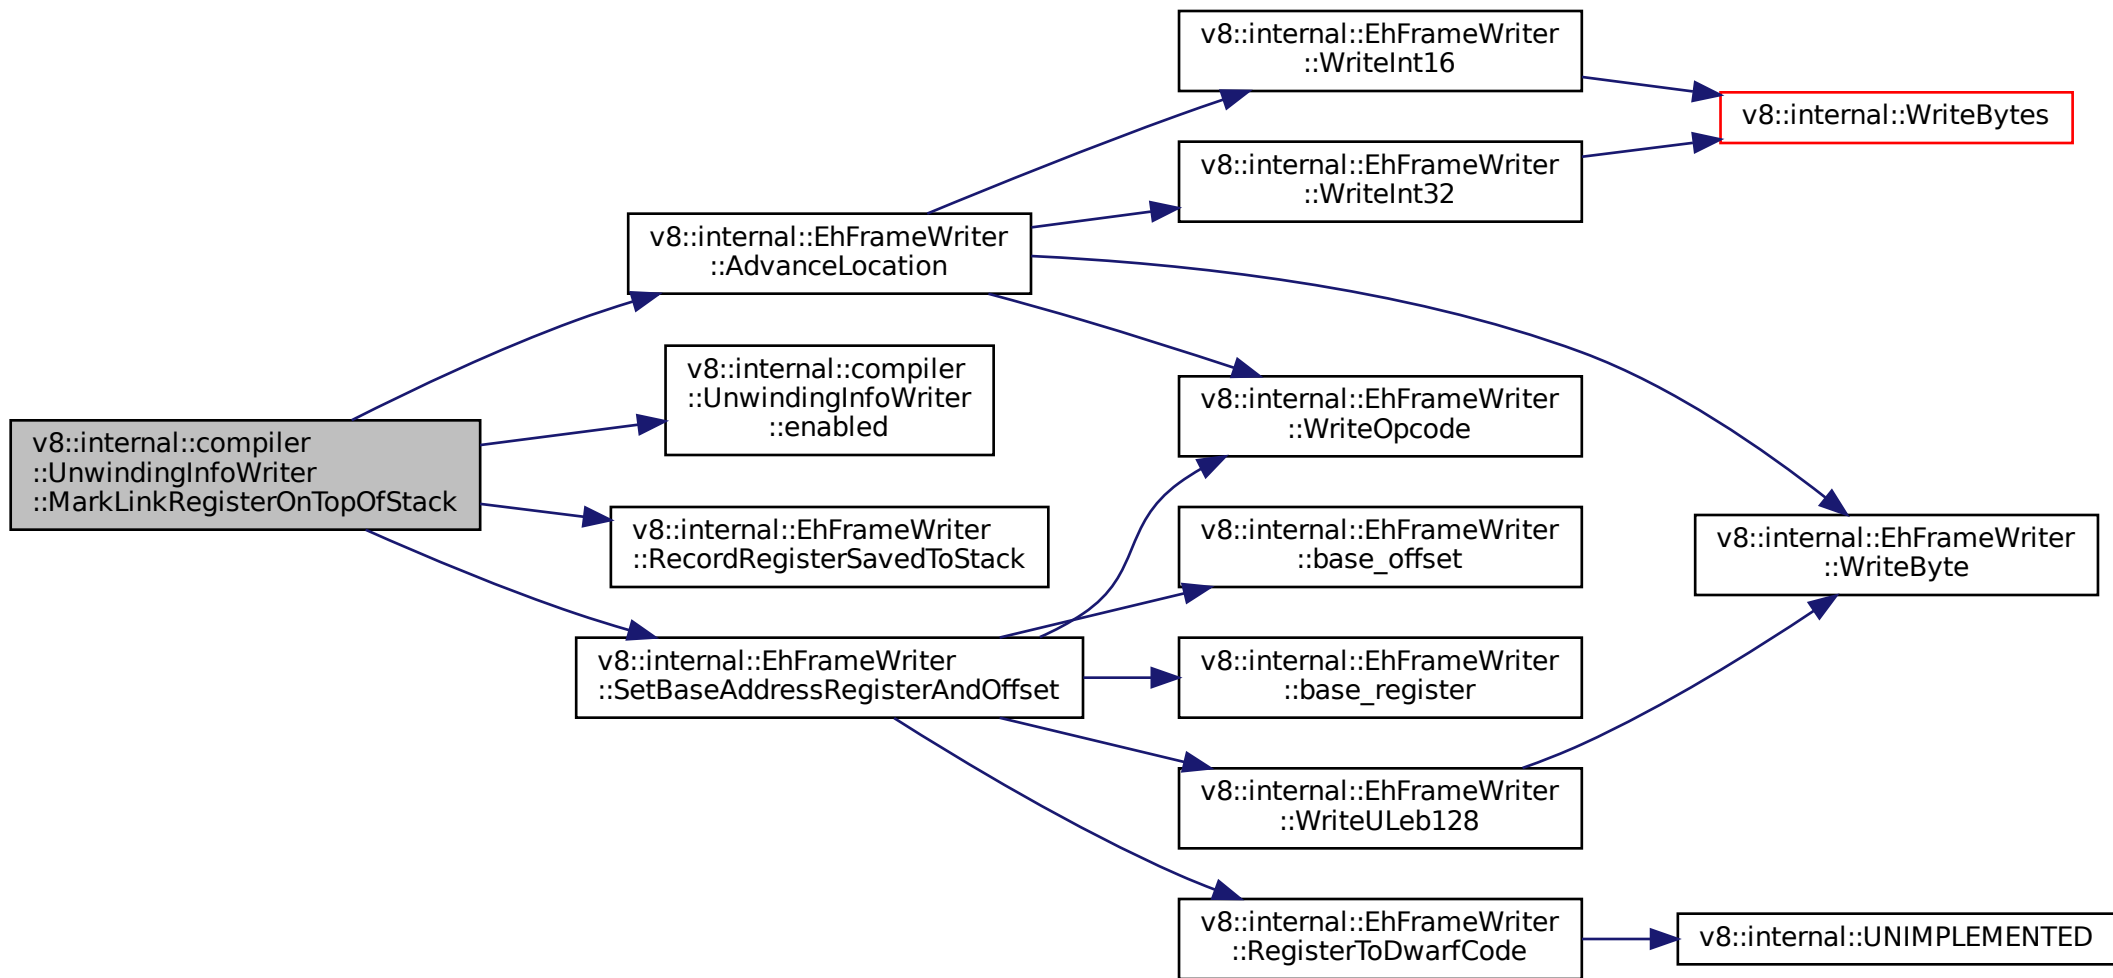 v8::internal::compiler
::UnwindingInfoWriter
::MarkLinkRegisterOnTopOfStack
v8::internal::EhFrameWriter
::AdvanceLocation
v8::internal::compiler
::UnwindingInfoWriter
::enabled
v8::internal::EhFrameWriter
::RecordRegisterSavedToStack
v8::internal::EhFrameWriter
::SetBaseAddressRegisterAndOffset
v8::internal::EhFrameWriter
::WriteInt16
v8::internal::EhFrameWriter
::WriteInt32
v8::internal::EhFrameWriter
::WriteOpcode
v8::internal::EhFrameWriter
::base_offset
v8::internal::EhFrameWriter
::base_register
v8::internal::EhFrameWriter
::WriteULeb128
v8::internal::EhFrameWriter
::RegisterToDwarfCode
v8::internal::WriteBytes
v8::internal::EhFrameWriter
::WriteByte
v8::internal::UNIMPLEMENTED